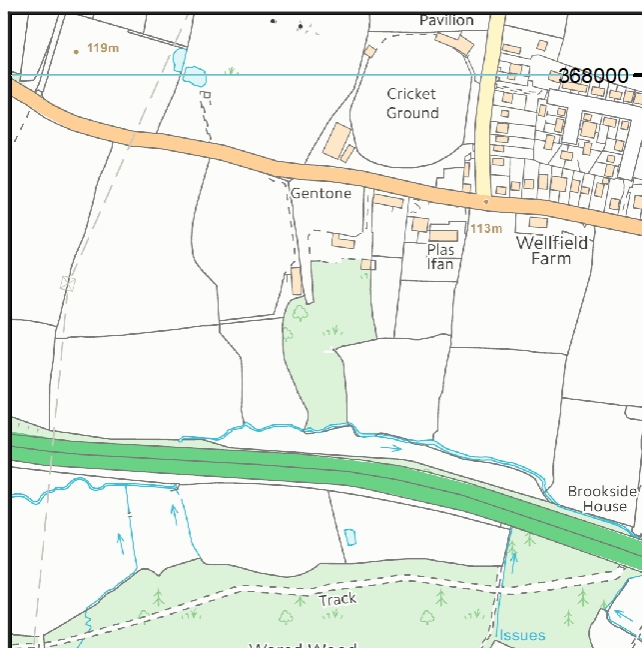 Pavilion
119m
368000
Cricket
Ground
Gentone
113m
Plas
Ifan
Wellfield
Farm
Brookside
House
Track
Issues